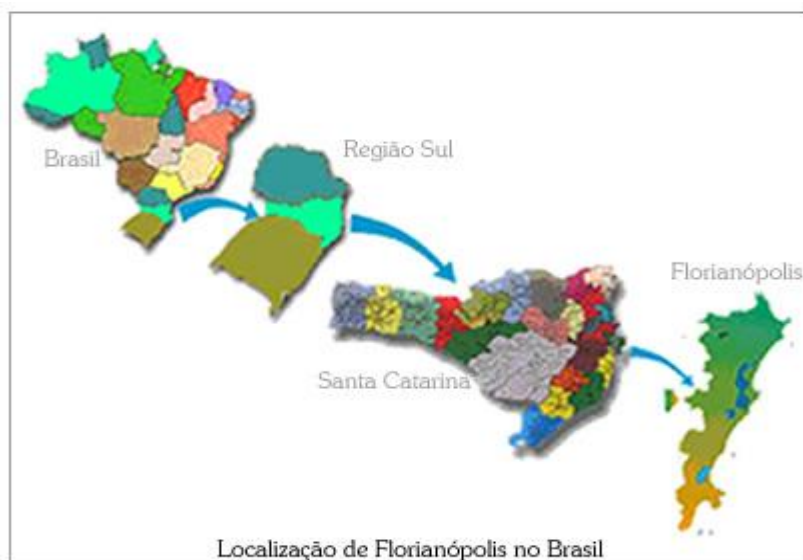 Brasil
Região Sul
Florianópolis
Santa Catarina
Localização de Florianópolis no Brasil